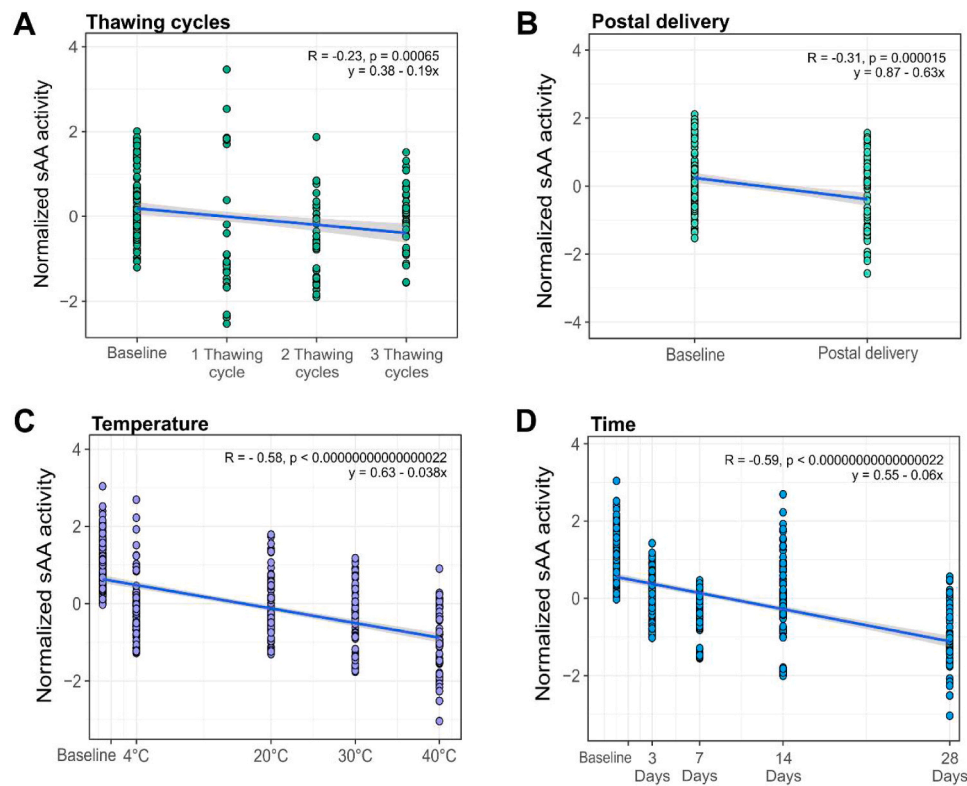 A
Thawing cycles
R = -0.23, p = 0.00065
y = 0.38 - 0.19x
Normalized sAA activity
4
2
0
−2
Baseline
1 Thawing
cycle
2 Thawing
cycles
3 Thawing
cycles
B
Postal delivery
R = -0.31, p = 0.000015
y = 0.87 - 0.63x
Normalized sAA activity
4
2
0
−2
−4
Baseline
Postal delivery
C
Temperature
R = - 0.58, p < 0.00000000000000022
y = 0.63 - 0.038x
Normalized sAA activity
4
2
0
−2
Baseline
4°C
20°C
30°C
40°C
D
Time
R = -0.59, p < 0.00000000000000022
y = 0.55 - 0.06x
Normalized sAA activity
4
2
0
−2
Baseline
3
Days
7
Days
14
Days
28
Days